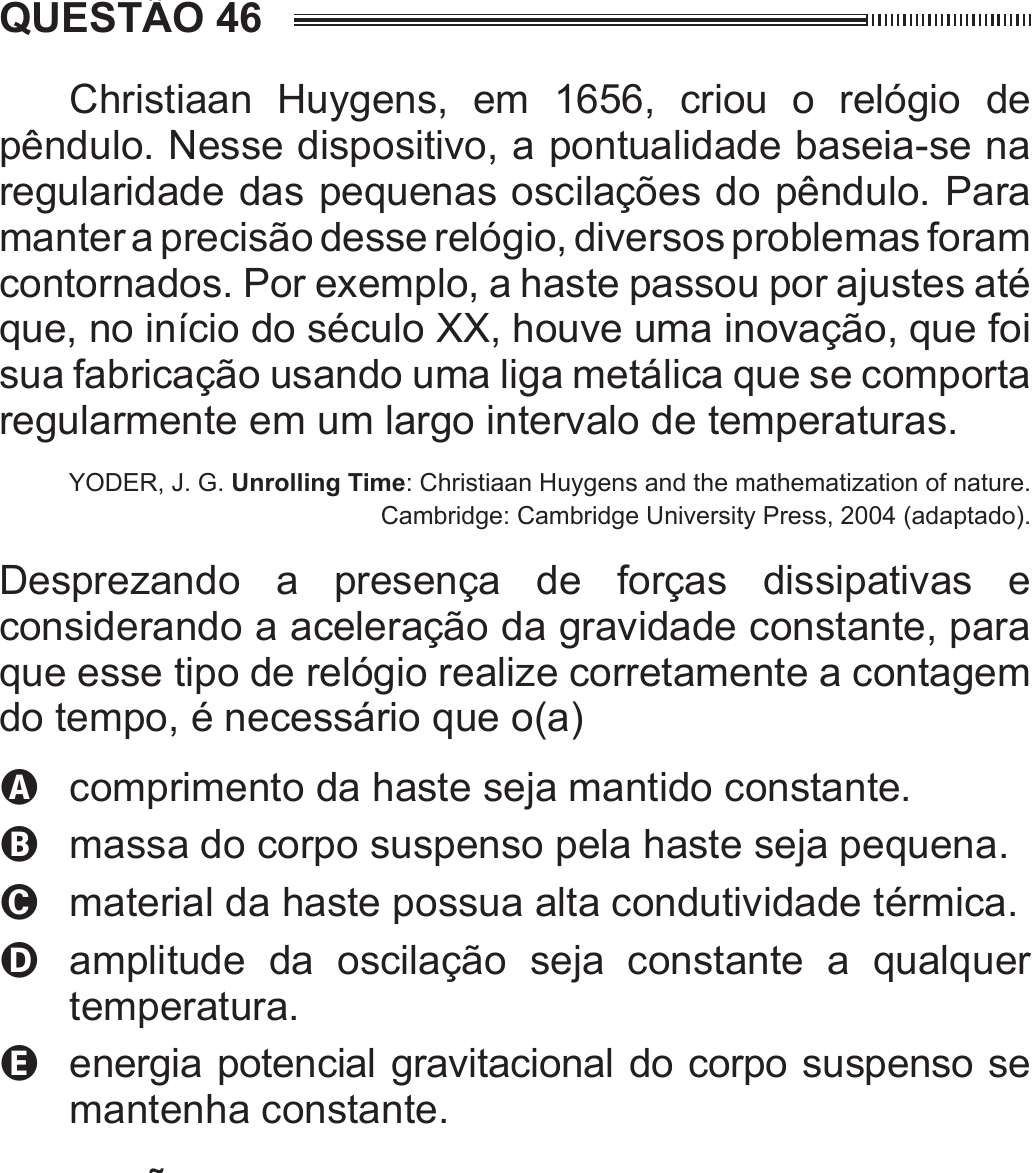 QUESTÃO 46
Christiaan Huygens, em 1656, criou o relógio de
pêndulo. Nesse dispositivo, a pontualidade baseia-se na
regularidade das pequenas oscilações do pêndulo. Para
manter a precisão desse relógio, diversos problemas foram
contornados. Por exemplo, a haste passou por ajustes até
que, no início do século XX, houve uma inovação, que foi
sua fabricação usando uma liga metálica que se comporta
regularmente em um largo intervalo de temperaturas.
YODER, J. G. Unrolling Time: Christiaan Huygens and the mathematization of nature.
Cambridge: Cambridge University Press, 2004 (adaptado).
Desprezando a presença de forças dissipativas e
considerando a aceleração da gravidade constante, para
que esse tipo de relógio realize corretamente a contagem
do tempo, é necessário que o(a)
A comprimento da haste seja mantido constante.
B massa do corpo suspenso pela haste seja pequena.
C material da haste possua alta condutividade térmica.
D amplitude da oscilação seja constante a qualquer
temperatura.
E energia potencial gravitacional do corpo suspenso se
mantenha constante.